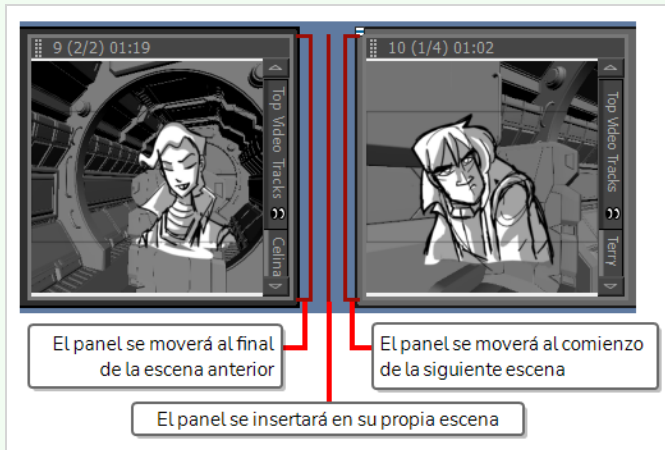 9 (2/2) 01:19
Top Video Tracks
Celina
10 (1/4) 01:02
Top Video Tracks
Terry
El panel se moverá al final
de la escena anterior
El panel se moverá al comienzo
de la siguiente escena
El panel se insertará en su propia escena